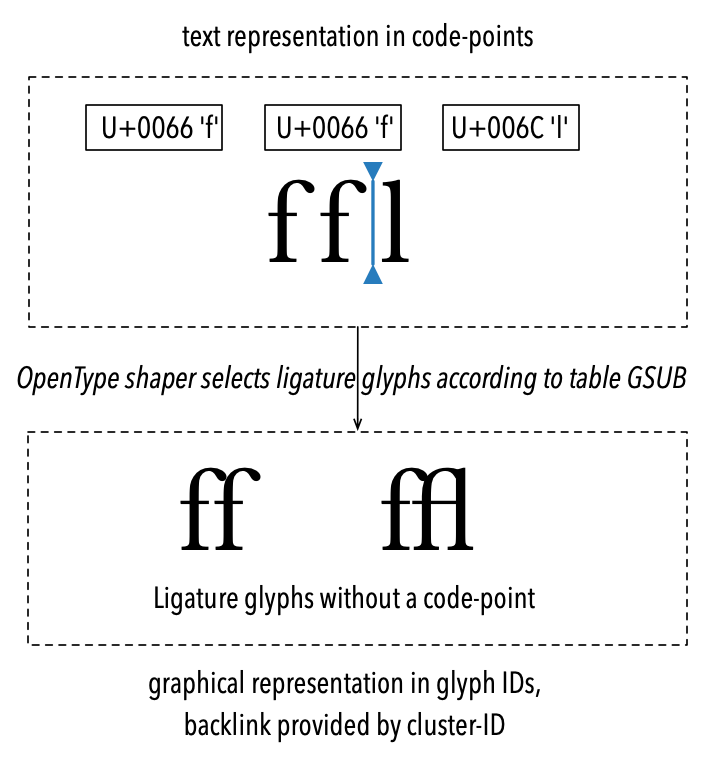 text representation in code-points
U+0066 'f' U+0066 'f' U+006C 'l'
f f l
OpenType shaper selects ligature glyphs according to table GSUB
ff ffl
Ligature glyphs without a code-point
graphical representation in glyph IDs,
backlink provided by cluster-ID